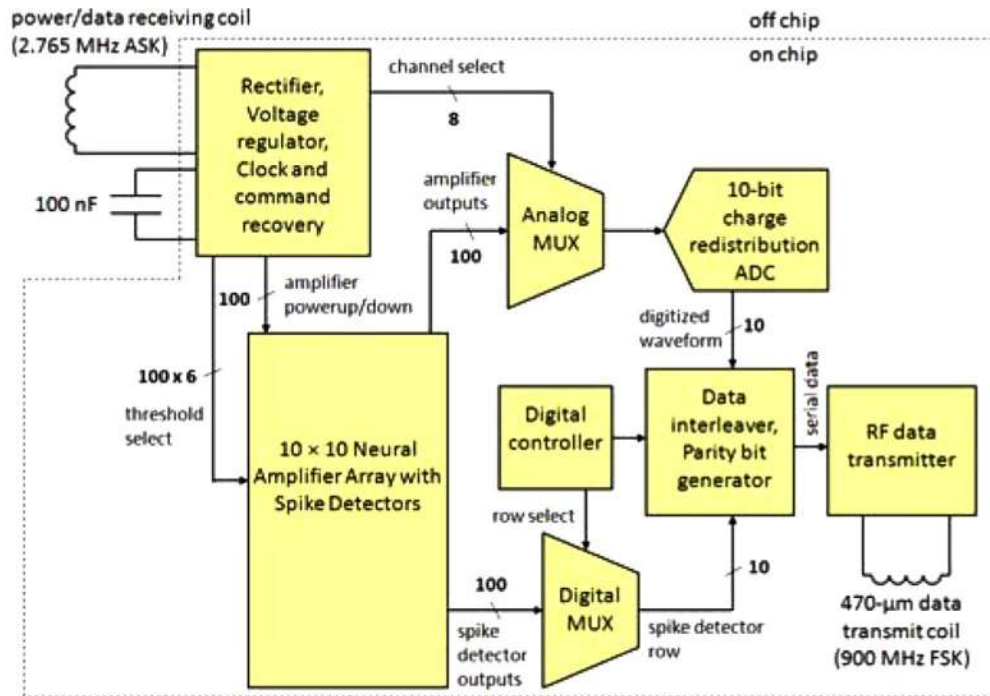 power/data receiving coil
(2.765 MHz ASK)
off chip
on chip
Rectifier,
Voltage
regulator,
Clock and
command
recovery
100 nF
channel select
8
amplifier
outputs
100
Analog
MUX
10-bit
charge
redistribution
ADC
100
amplifier
powerup/down
100 x 6
threshold
select
digitized
waveform
10
10 × 10 Neural
Amplifier Array with
Spike Detectors
Digital
controller
Data
interleaver,
Parity bit
generator
serial data
RF data
transmitter
row select
100
spike
detector
outputs
Digital
MUX
spike detector
row
10
470-µm data
transmit coil
(900 MHz FSK)